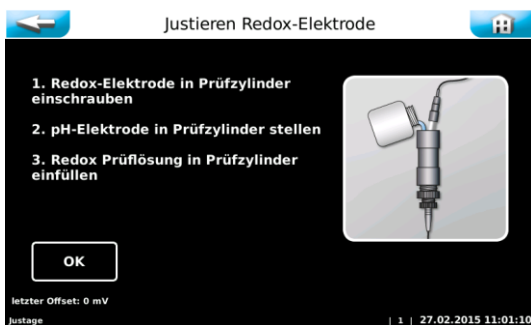 Justieren Redox-Elektrode
1. Redox-Elektrode in Prüfzylinder
einschrauben
2. pH-Elektrode in Prüfzylinder stellen
3. Redox Prüflösung in Prüfzylinder
einfüllen
OK
letzter Offset: 0 mV
Justage | 1 | 27.02.2015 11:01:10